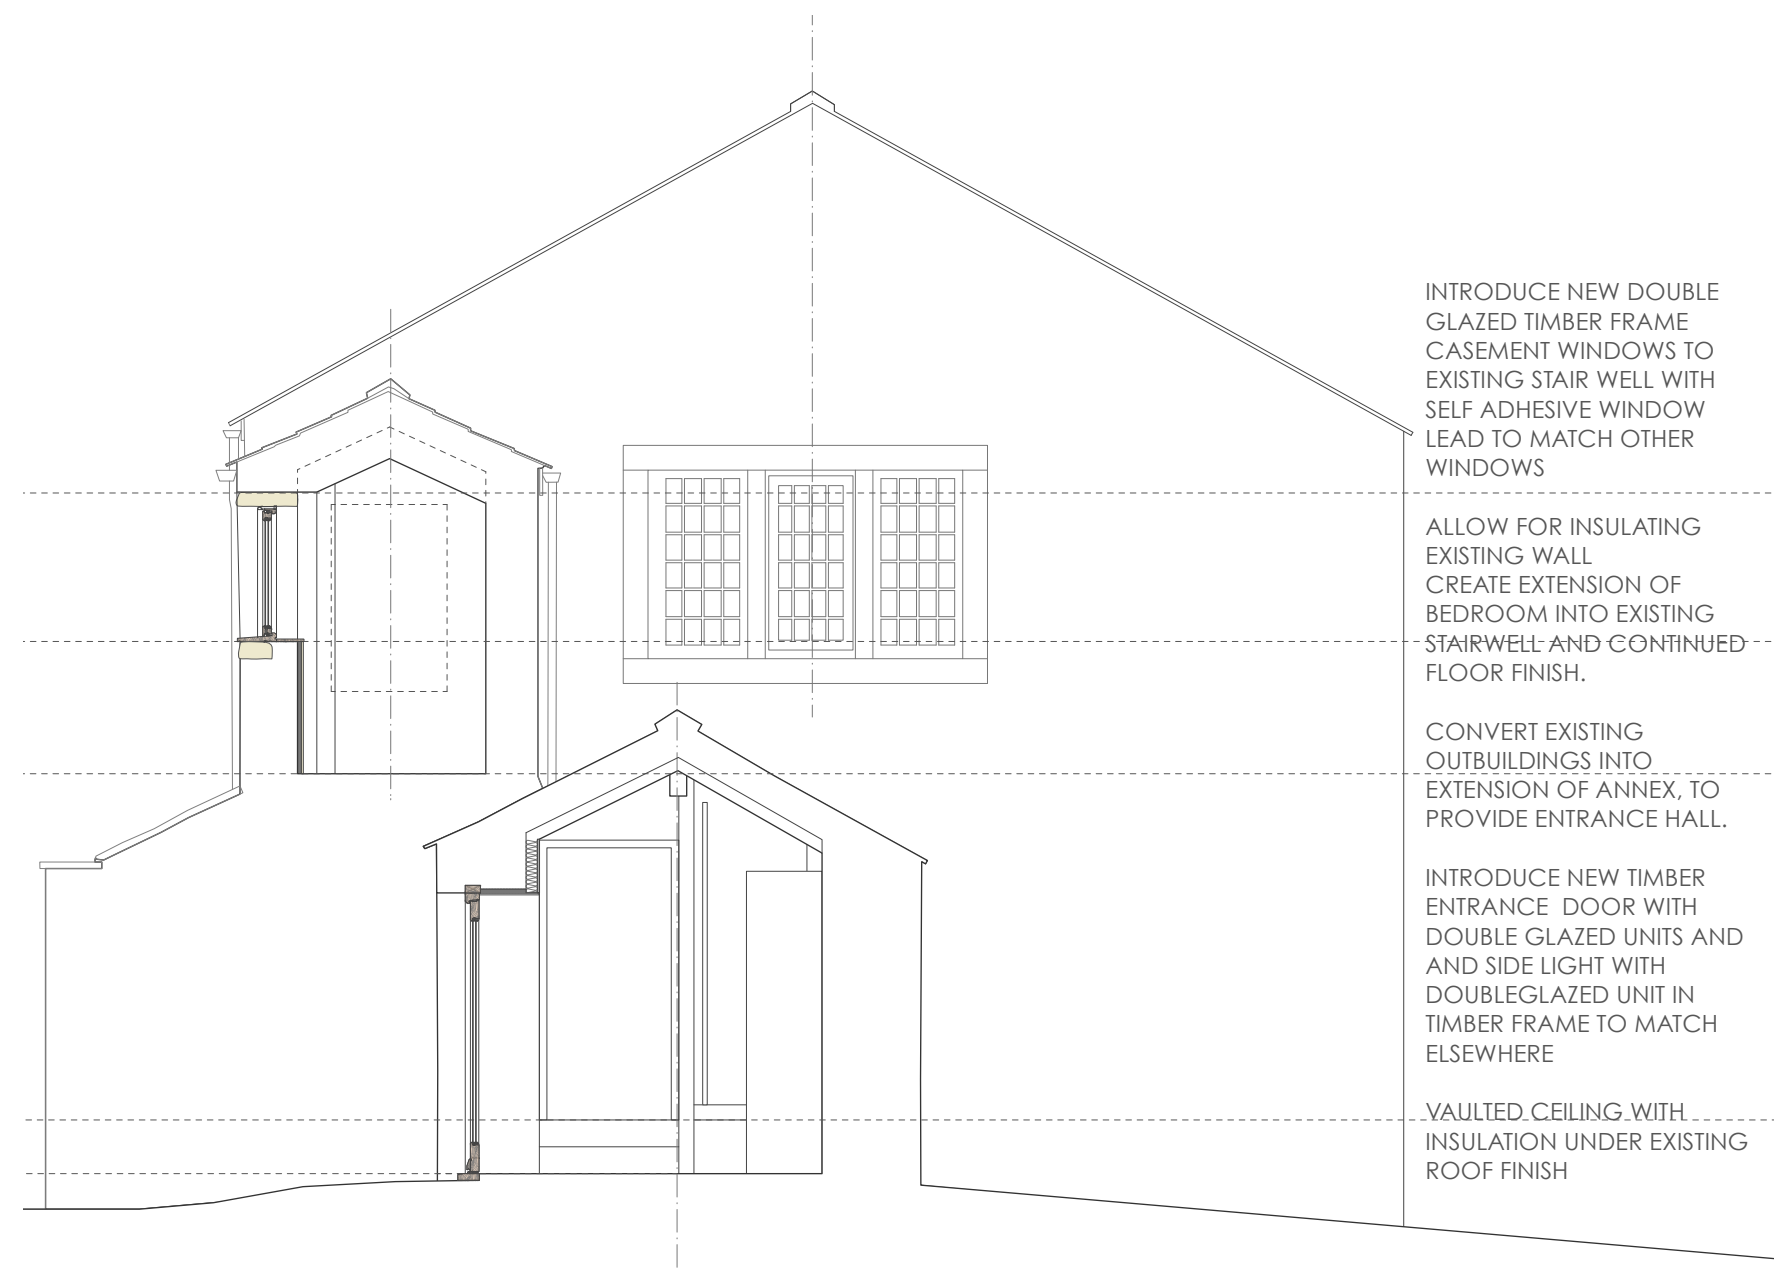 INTRODUCE NEW DOUBLE
GLAZED TIMBER FRAME
CASEMENT WINDOWS TO
EXISTING STAIR WELL WITH
SELF ADHESIVE WINDOW
LEAD TO MATCH OTHER
WINDOWS
ALLOW FOR INSULATING
EXISTING WALL
CREATE EXTENSION OF
BEDROOM INTO EXISTING
STAIRWELL AND CONTINUED
FLOOR FINISH.
CONVERT EXISTING
OUTBUILDINGS INTO
EXTENSION OF ANNEX, TO
PROVIDE ENTRANCE HALL.
INTRODUCE NEW TIMBER
ENTRANCE  DOOR WITH
DOUBLE GLAZED UNITS AND
AND SIDE LIGHT WITH
DOUBLEGLAZED UNIT IN
TIMBER FRAME TO MATCH
ELSEWHERE
VAULTED CEILING WITH
INSULATION UNDER EXISTING
ROOF FINISH